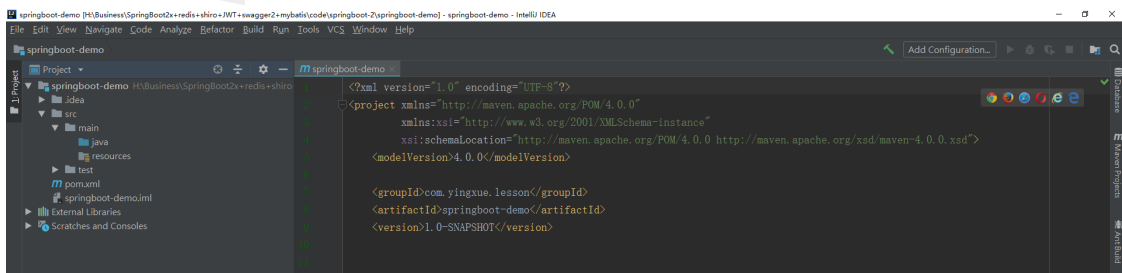 springboot-demo [H:\Business\SpringBoot2x+redis+shiro+JWT+swagger2+mybatis\code\springboot-2\springboot-demo] - springboot-demo - IntelliJ IDEA
File Edit View Navigate Code Analyze Refactor Build Run Tools VCS Window Help
springboot-demo
Add Configuration...
1: Project
Project
springboot-demo H:\Business\SpringBoot2x+redis+shiro
.idea
src
main
java
resources
test
pom.xml
springboot-demo.iml
External Libraries
Scratches and Consoles
springboot-demo
<?xml version="1.0" encoding="UTF-8"?>
<project xmlns="http://maven.apache.org/POM/4.0.0"
xmlns:xsi="http://www.w3.org/2001/XMLSchema-instance"
xsi:schemaLocation="http://maven.apache.org/POM/4.0.0 http://maven.apache.org/xsd/maven-4.0.0.xsd">
<modelVersion>4.0.0</modelVersion>
<groupId>com.yingxue.lesson</groupId>
<artifactId>springboot-demo</artifactId>
<version>1.0-SNAPSHOT</version>
Database
Maven Projects
Ant Build